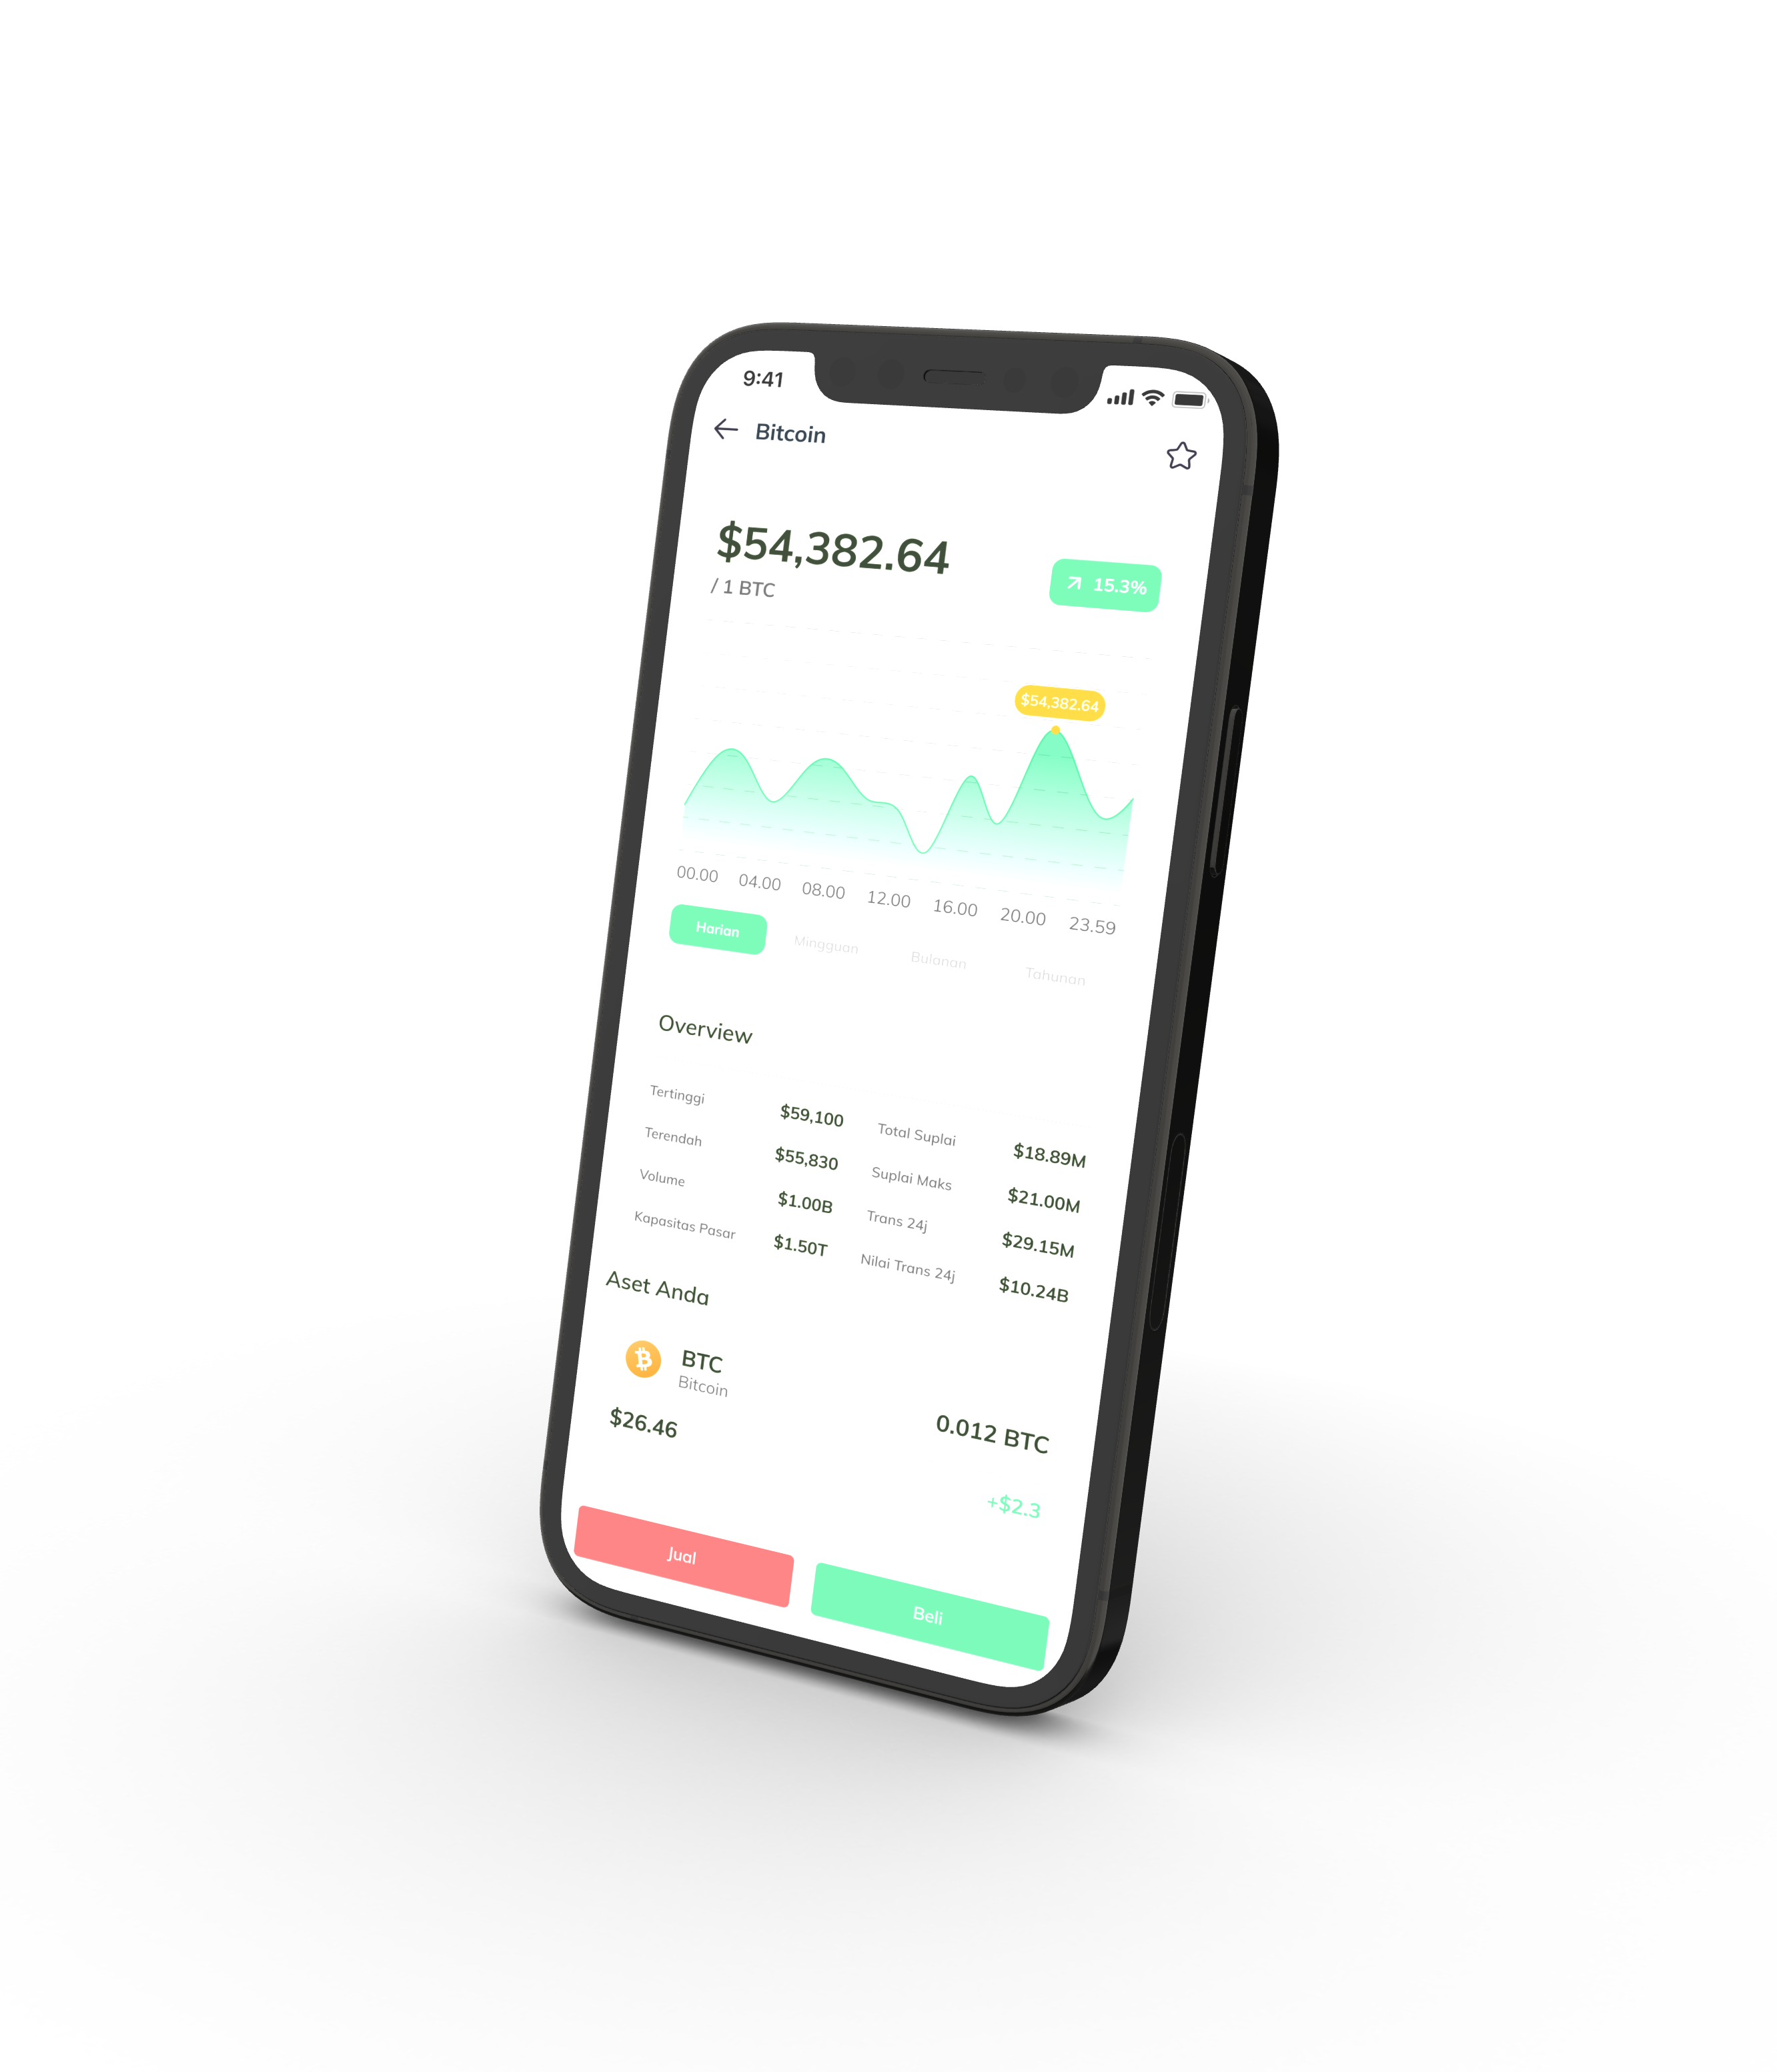 9:41
Bitcoin
$54,382.64
/ 1 BTC
15.3%
$54,382.64
00.00 04.00 08.00 12.00 16.00 20.00 23.59
Harian Mingguan Bulanan Tahunan
Overview
Tertinggi $59,100 Total Suplai $18.89M
Terendah $55,830 Suplai Maks $21.00M
Volume $1.00B Trans 24j $29.15M
Kapasitas Pasar $1.50T Nilai Trans 24j $10.24B
Aset Anda
BTC
Bitcoin
$26.46 0.012 BTC
+$2.3
Jual Beli